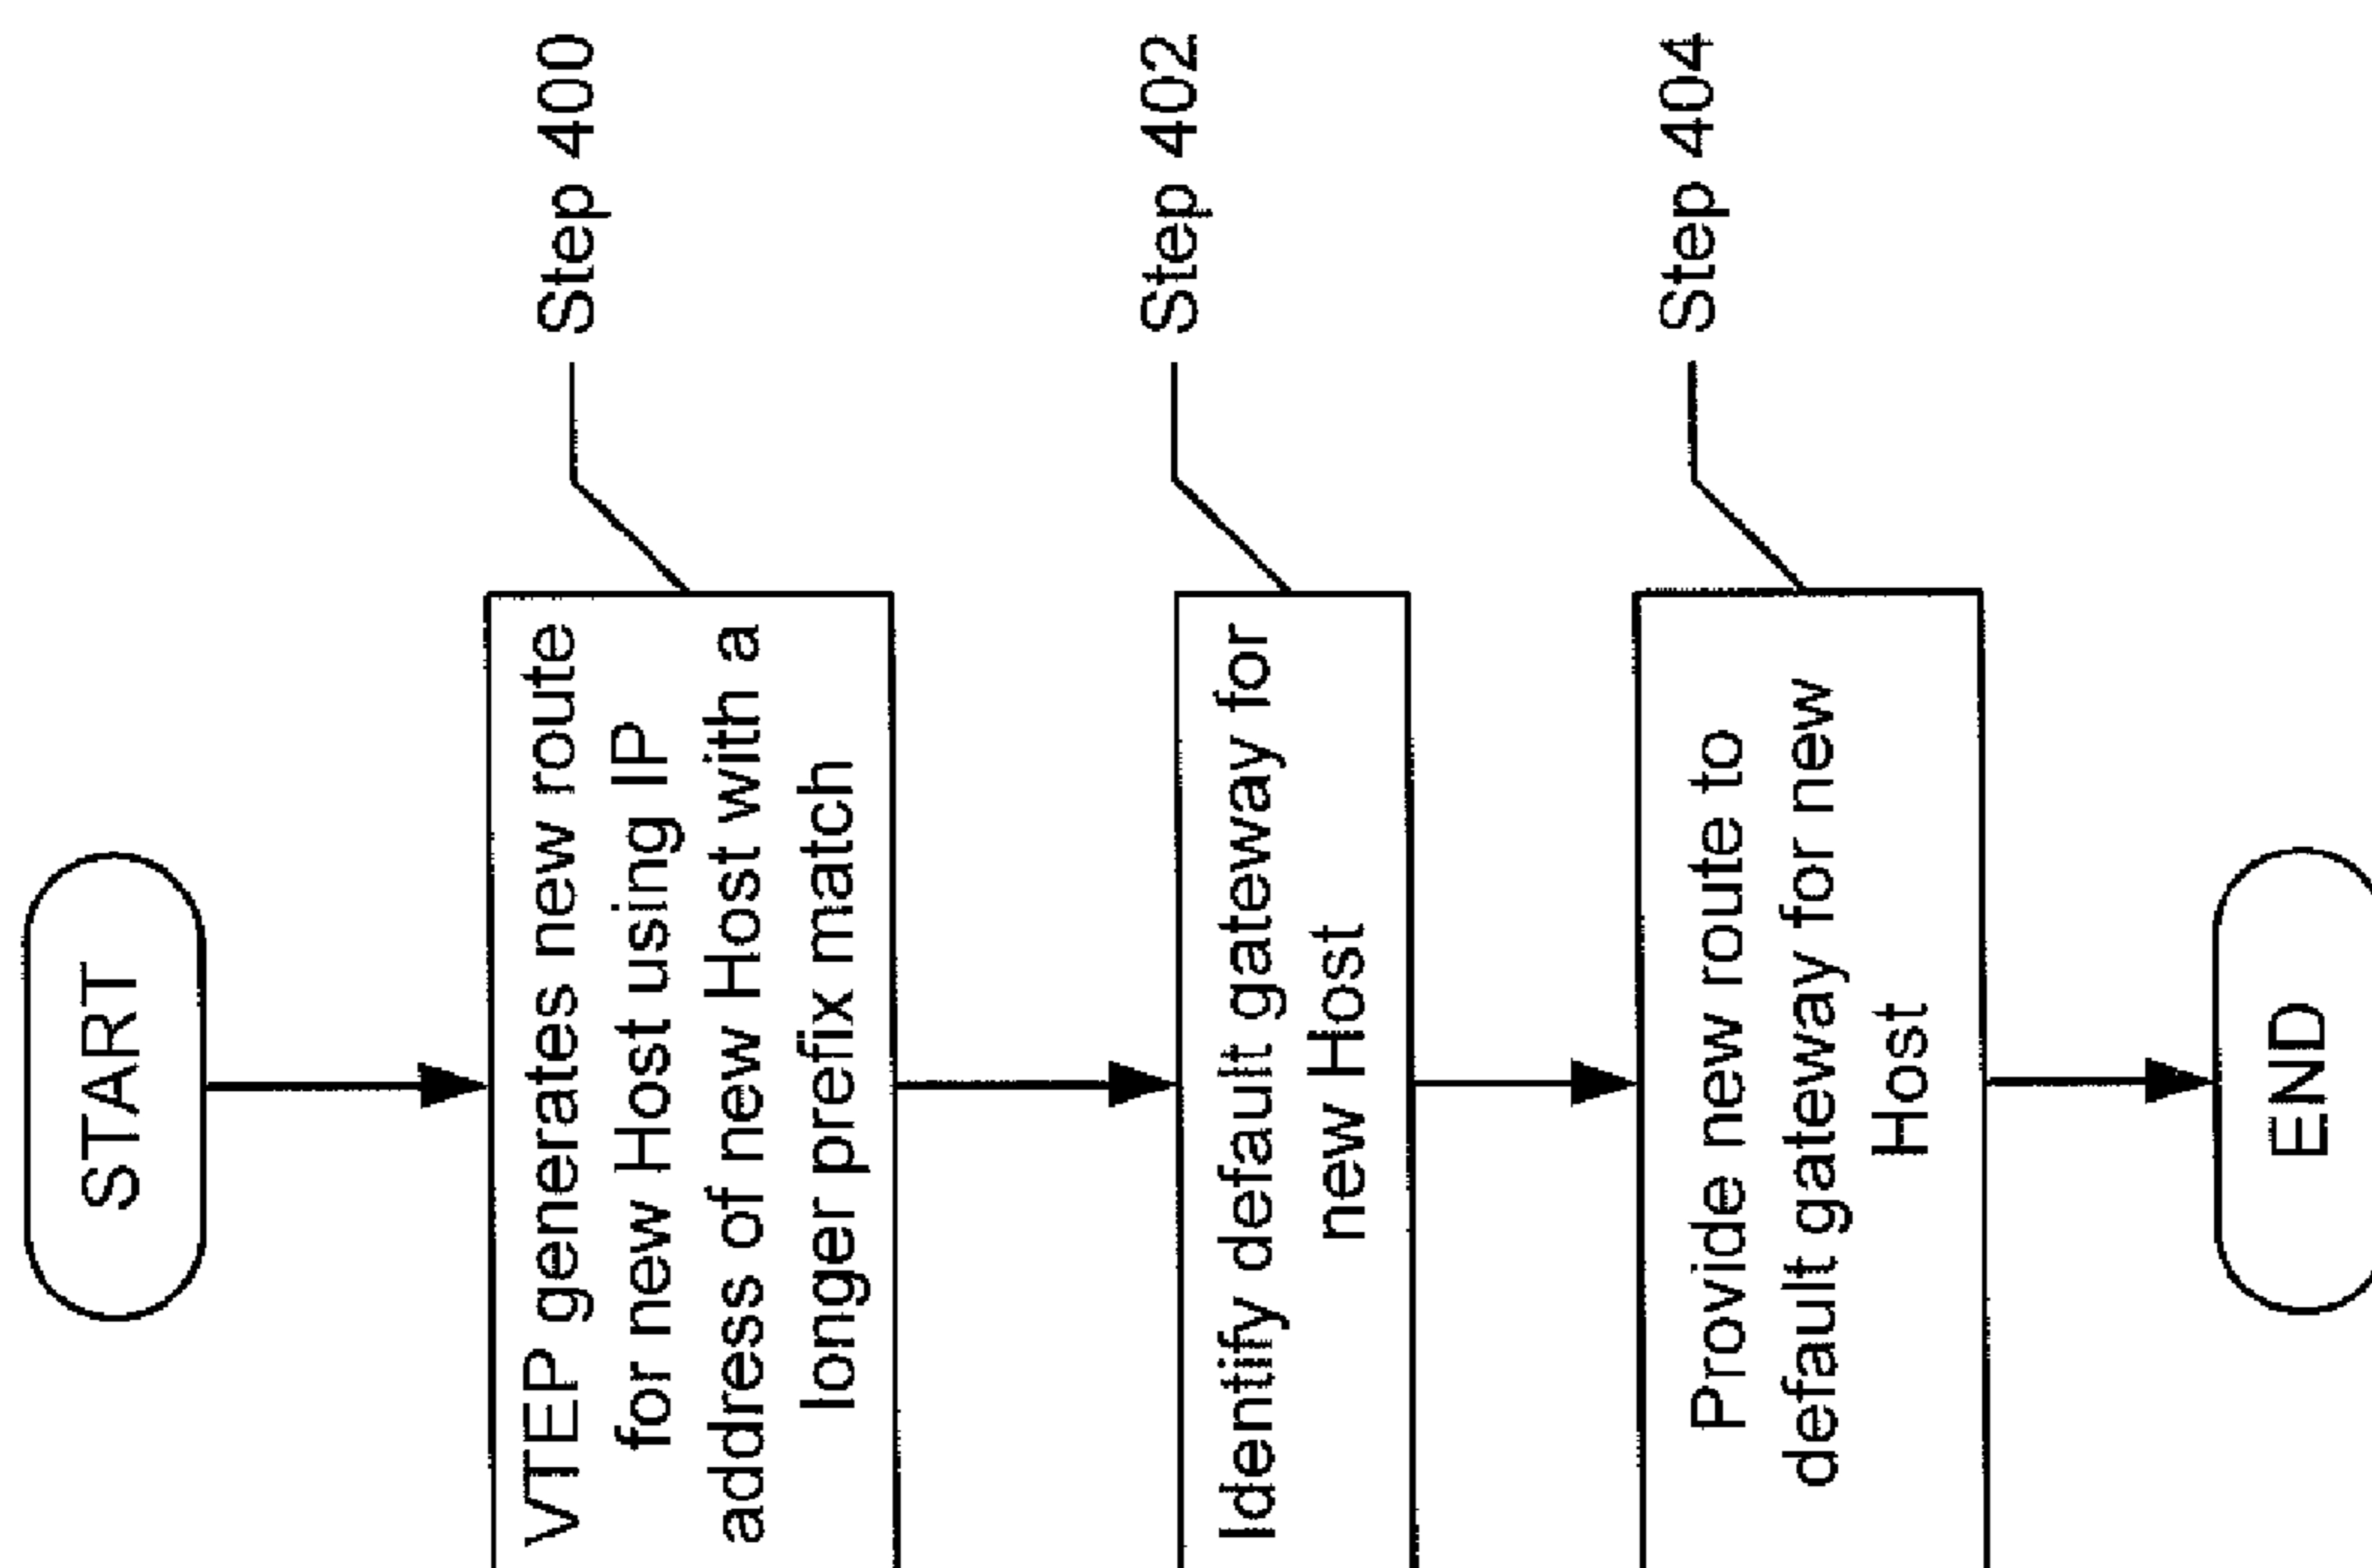 START
VTEP generates new route
for new Host using IP
address of new Host with a
longer prefix match
Step 400
Identify default gateway for
new Host
Step 402
Provide new route to
default gateway for new
Host
Step 404
END